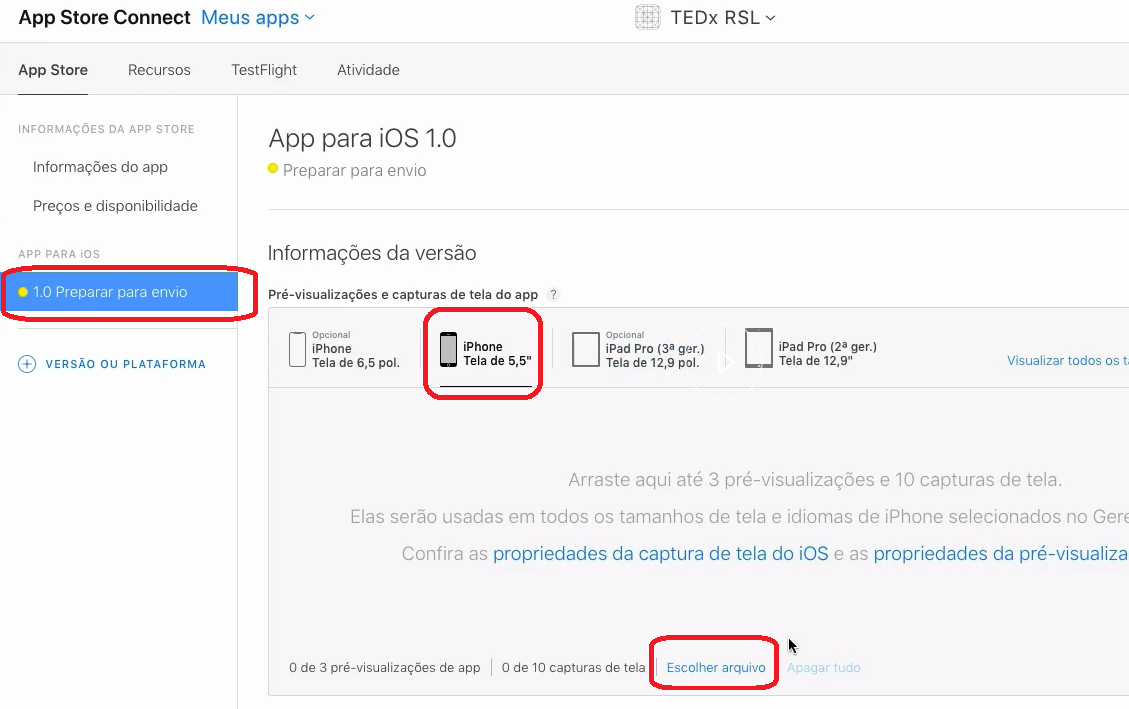 App Store Connect Meus apps TEDx RSL
App Store Recursos TestFlight Atividade
INFORMAÇÕES DA APP STORE
Informações do app
Preços e disponibilidade
APP PARA iOS
1.0 Preparar para envio
VERSÃO OU PLATAFORMA
App para iOS 1.0
Preparar para envio
Informações da versão
Pré-visualizações e capturas de tela do app ?
Opcional
iPhone
Tela de 6,5 pol.
iPhone
Tela de 5,5"
Opcional
iPad Pro (3ª ger.)
Tela de 12,9 pol.
iPad Pro (2ª ger.)
Tela de 12,9"
Visualizar todos os
Arraste aqui até 3 pré-visualizações e 10 capturas de tela.
Elas serão usadas em todos os tamanhos de tela e idiomas de iPhone selecionados no
Confira as propriedades da captura de tela do iOS e as propriedades da
0 de 3 pré-visualizações de app 0 de 10 capturas de tela Escolher arquivo Apagar tudo